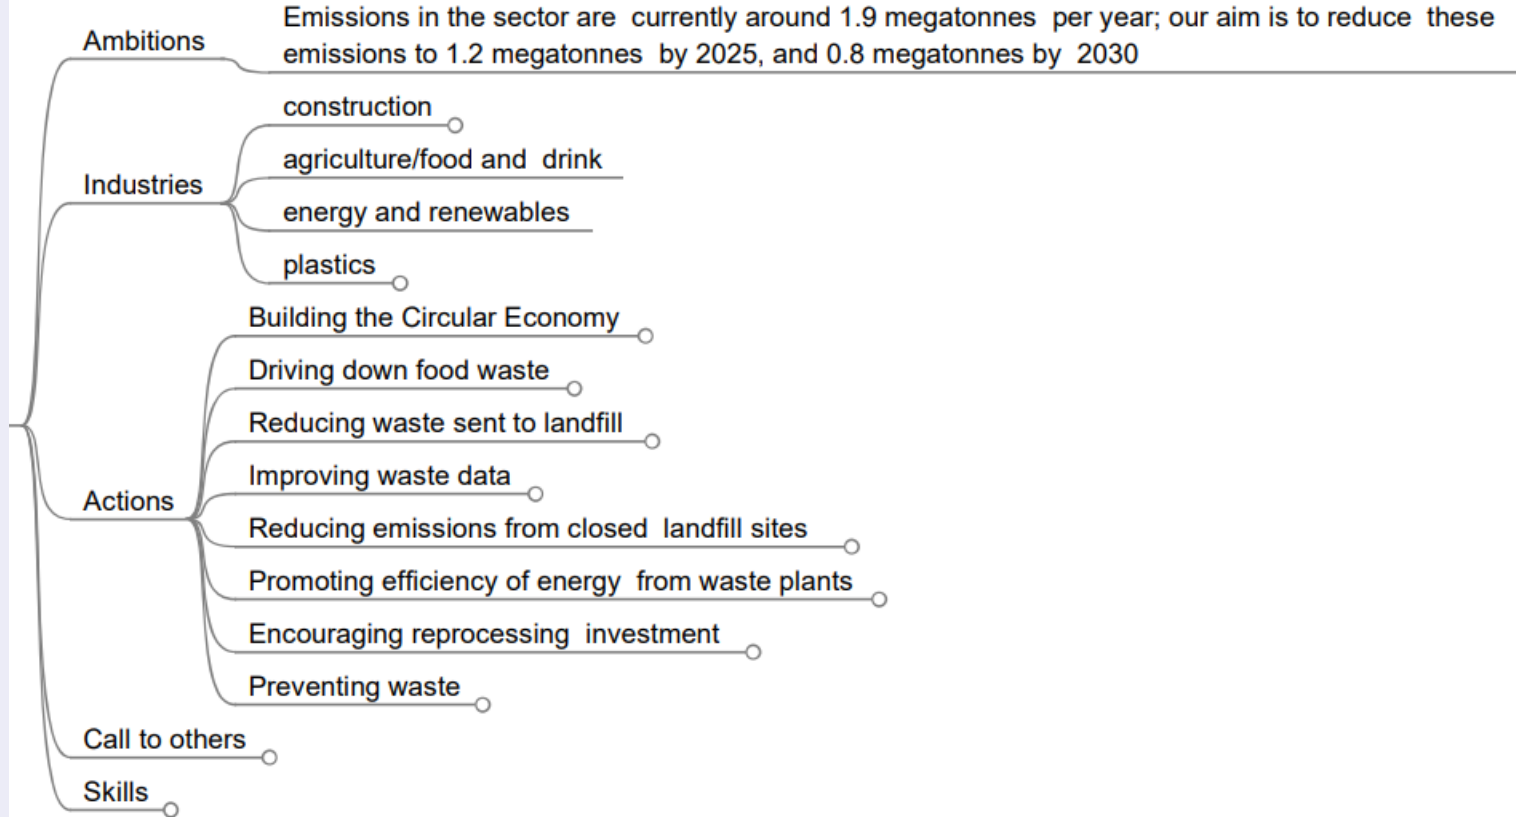 Ambitions
Emissions in the sector are currently around 1.9 megatonnes per year; our aim is to reduce these
emissions to 1.2 megatonnes by 2025, and 0.8 megatonnes by 2030
Industries
construction
agriculture/food and drink
energy and renewables
plastics
Actions
Building the Circular Economy
Driving down food waste
Reducing waste sent to landfill
Improving waste data
Reducing emissions from closed landfill sites
Promoting efficiency of energy from waste plants
Encouraging reprocessing investment
Preventing waste
Call to others
Skills